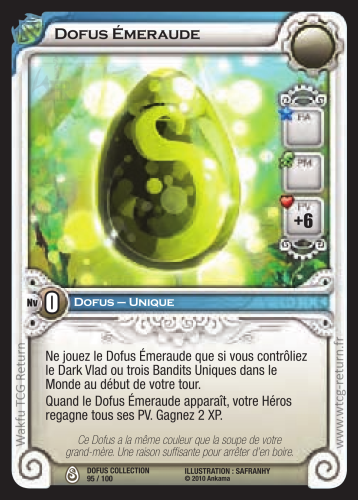 Dofus Émeraude
PA
PM
PV
+6
Nv 0 Dofus – Unique
Ne jouez le Dofus Émeraude que si vous contrôliez
le Dark Vlad ou trois Bandits Uniques dans le
Monde au début de votre tour.
Quand le Dofus Émeraude apparaît, votre Héros
regagne tous ses PV. Gagnez 2 XP.
Ce Dofus a la même couleur que la soupe de votre
grand-mère. Une raison suffisante pour arrêter d'en boire.
DOFUS COLLECTION
95 / 100
ILLUSTRATION : SAFRANHY
© 2010 Ankama
Wakfu TCG Return
www.wtcg-return.fr